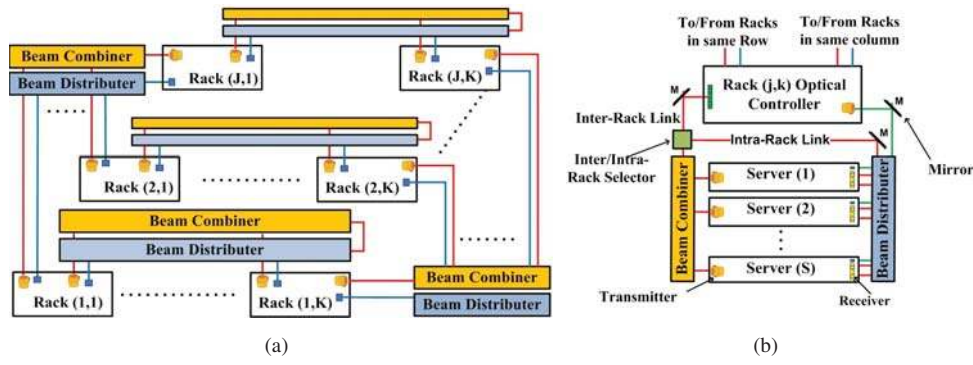 Beam Combiner
Beam Distributer
Rack (J,1)
Rack (J,K)
Rack (2,1)
Rack (2,K)
Beam Combiner
Beam Distributer
Rack (1,1)
Rack (1,K)
Beam Combiner
Beam Distributer
(a)
To/From Racks
in same Row
To/From Racks
in same column
M
Rack (j,k) Optical
Controller
M
Inter-Rack Link
Intra-Rack Link
M
Inter/Intra-
Rack Selector
Mirror
Beam Combiner
Server (1)
Server (2)
Server (S)
Beam Distributer
Transmitter
Receiver
(b)